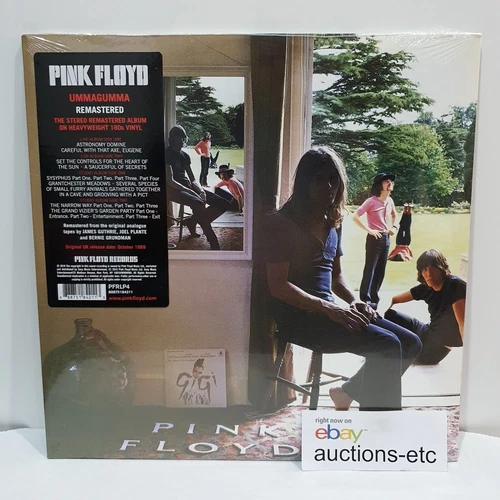 PINK FLOYD
UMMAGUMMA
REMASTERED
THE STEREO REMASTERED ALBUM
ON HEAVYWEIGHT 180G VINYL
ASTRONOMY DOMINE
CAREFUL WITH THAT AXE, EUGENE
SET THE CONTROLS FOR THE HEART OF
THE SUN - A SAUCERFUL OF SECRETS
SYSYPHUS Part One, Part Two, Part Three, Part Four
GRANTCHESTER MEADOWS – SEVERAL SPECIES
OF SMALL FURRY ANIMALS GATHERED TOGETHER
IN A CAVE AND GROOVING WITH A PICT
THE NARROW WAY Part One, Part Two, Part Three
THE GRAND VIZIER'S GARDEN PARTY Part One -
Entrance, Part Two - Entertainment, Part Three - Exit
Remastered from the original analogue
tapes by JAMES GUTHRIE, JOEL PLANTE
and BERNIE GRUNDMAN
Original UK release date: October 1969
PINK FLOYD RECORDS
PFRLP4
www.pinkfloyd.com
GIGI
PINK
FLOYD
right now on
ebay
auctions-etc